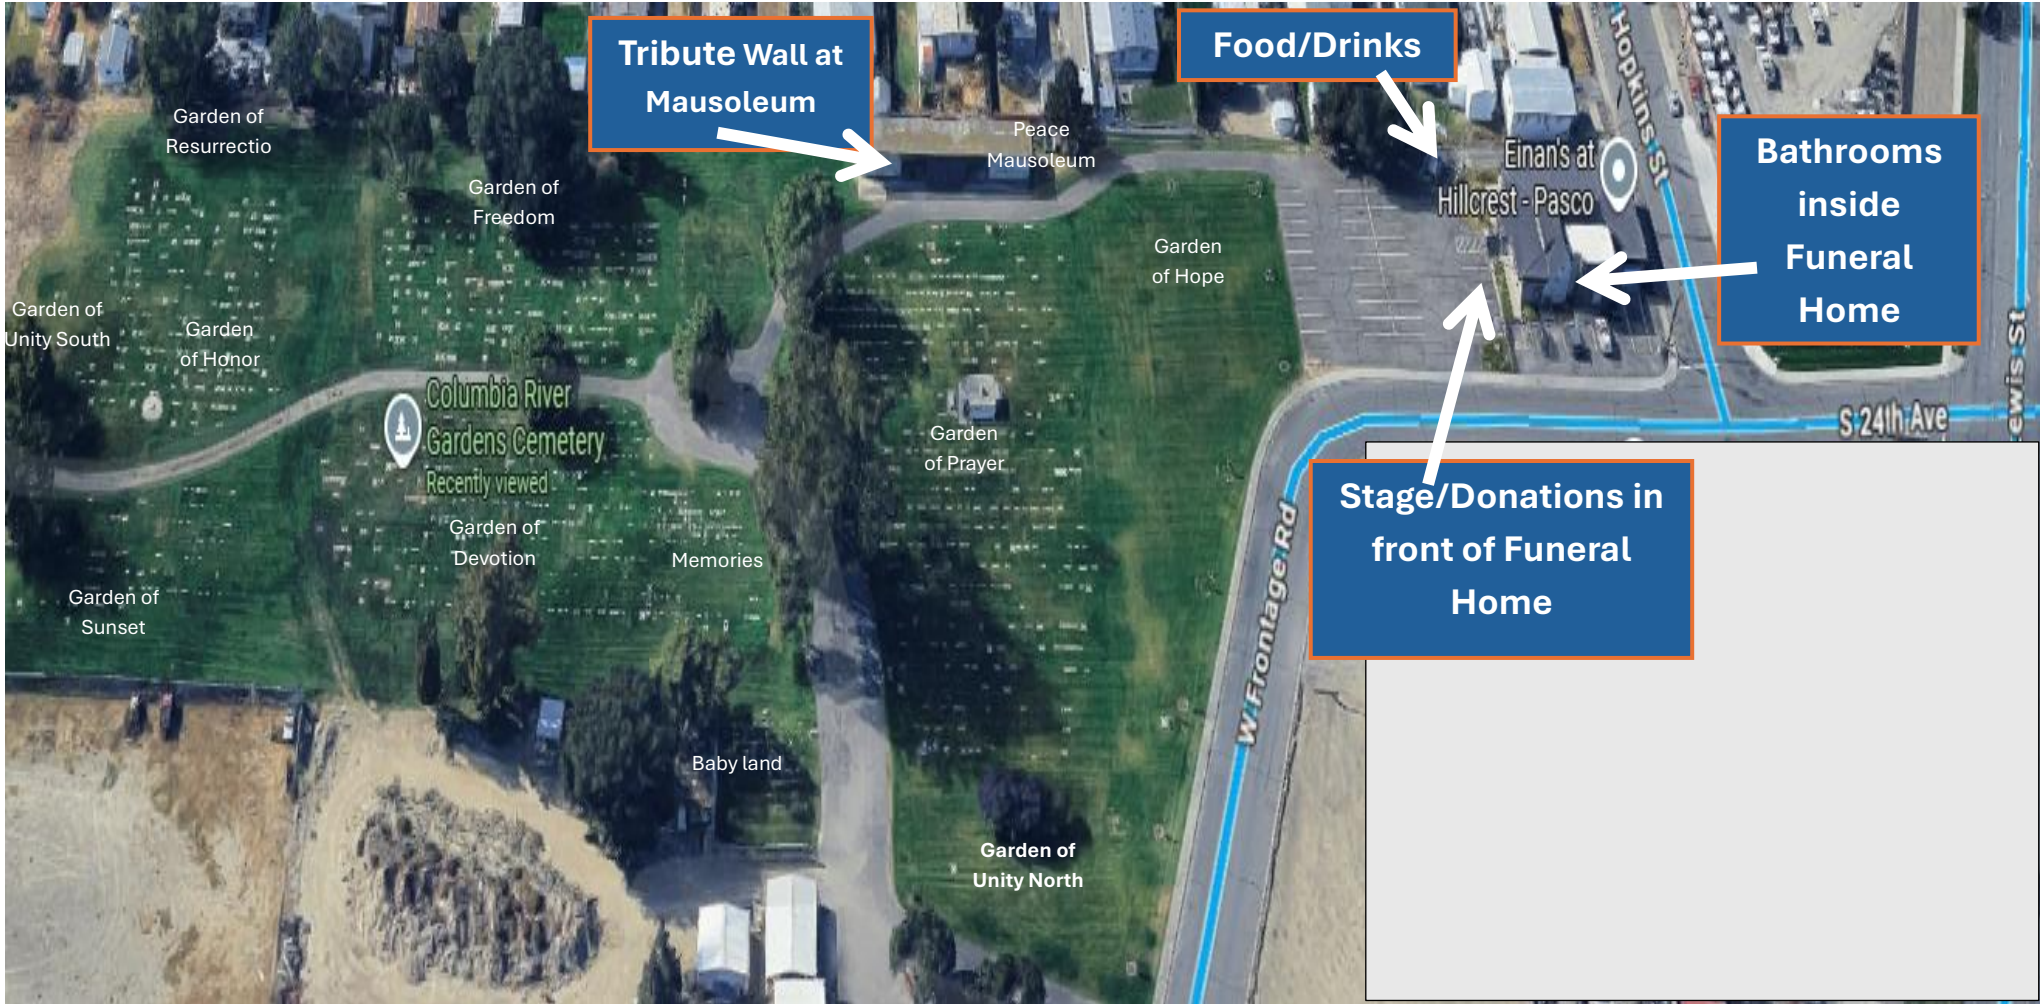 Tribute Wall at
Mausoleum
Food/Drinks
Hopkins St
Garden of
Resurrectio
Peace
Mausoleum
Einan's at
Hillcrest - Pasco
Bathrooms
inside
Funeral
Home
Garden of
Freedom
Garden
of Hope
Garden of
Unity South
Garden
of Honor
ewis St
Columbia River
Gardens Cemetery
Recently viewed
S 24th Ave
Garden
of Prayer
Stage/Donations in
front of Funeral
Home
Garden of
Devotion
Memories
W Frontage Rd
Garden of
Sunset
Baby land
Garden of
Unity North